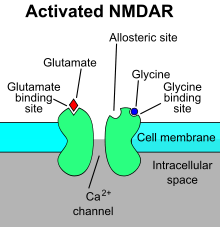 Activated NMDAR
Allosteric site
Glutamate
Glycine
Glutamate
binding
site
Glycine
binding
site
Cell membrane
Intracellular
space
Ca2+
channel